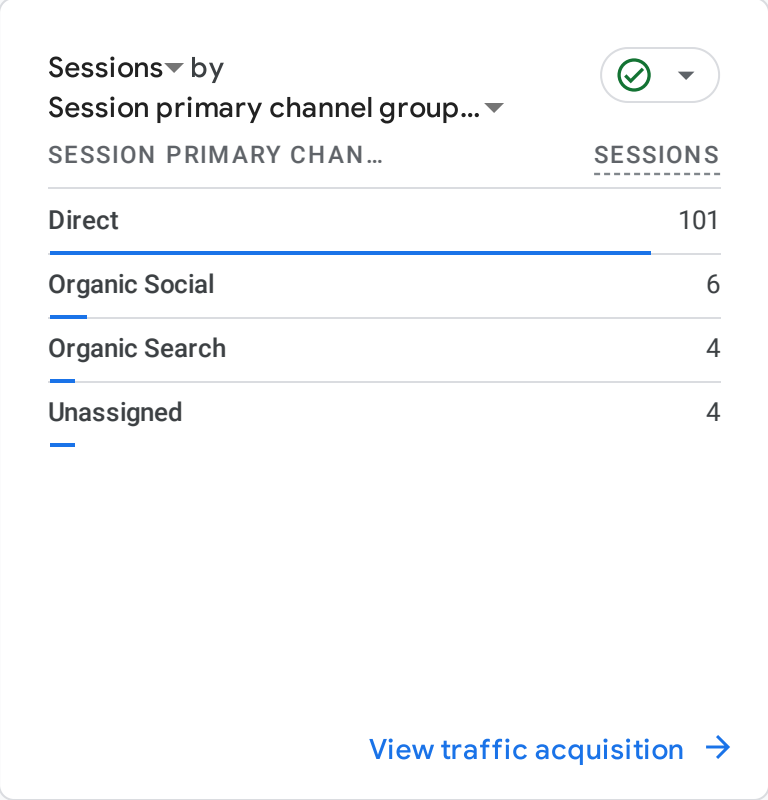 Sessions by
Session primary channel group…
SESSION PRIMARY CHAN… SESSIONS
Direct 101
Organic Social 6
Organic Search 4
Unassigned 4
View traffic acquisition